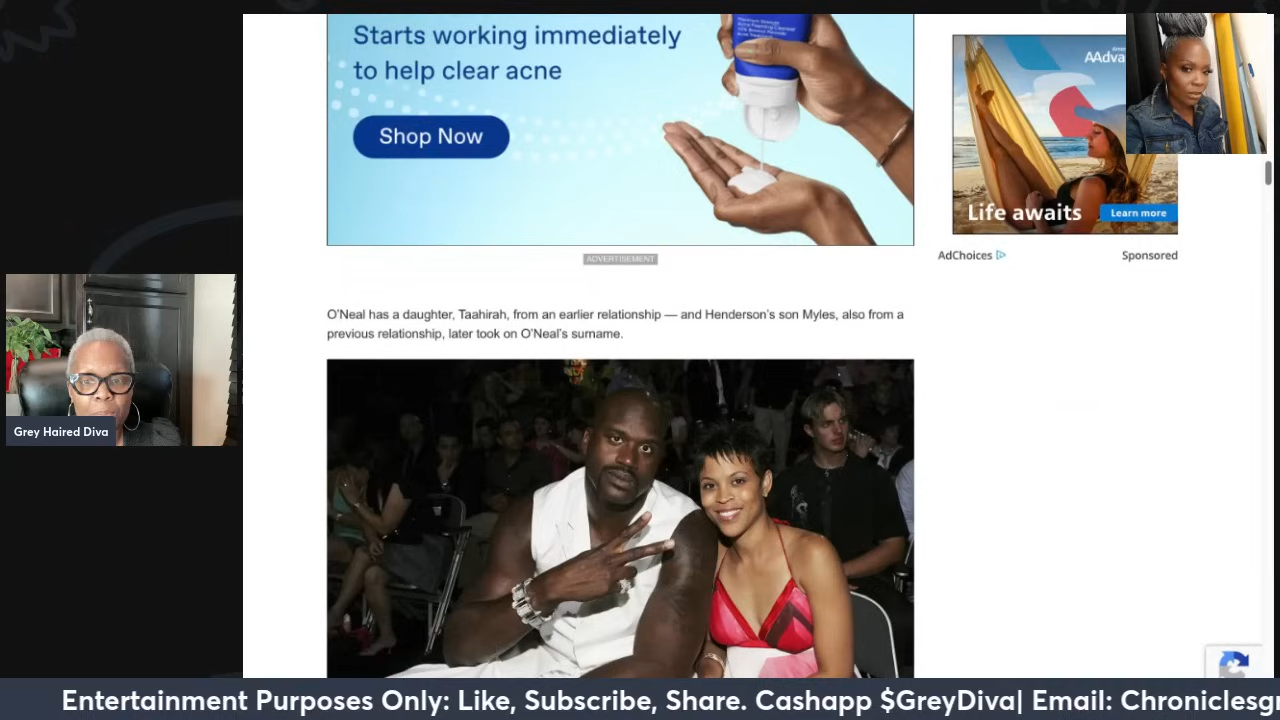 Starts working immediately
to help clear acne
Shop Now
ADVERTISEMENT
AAdva
Life awaits
Learn more
AdChoices
Sponsored
O'Neal has a daughter, Taahirah, from an earlier relationship — and Henderson's son Myles, also from a
previous relationship, later took on O'Neal's surname.
Grey Haired Diva
Entertainment Purposes Only: Like, Subscribe, Share. Cashapp $GreyDiva| Email: Chroniclesg